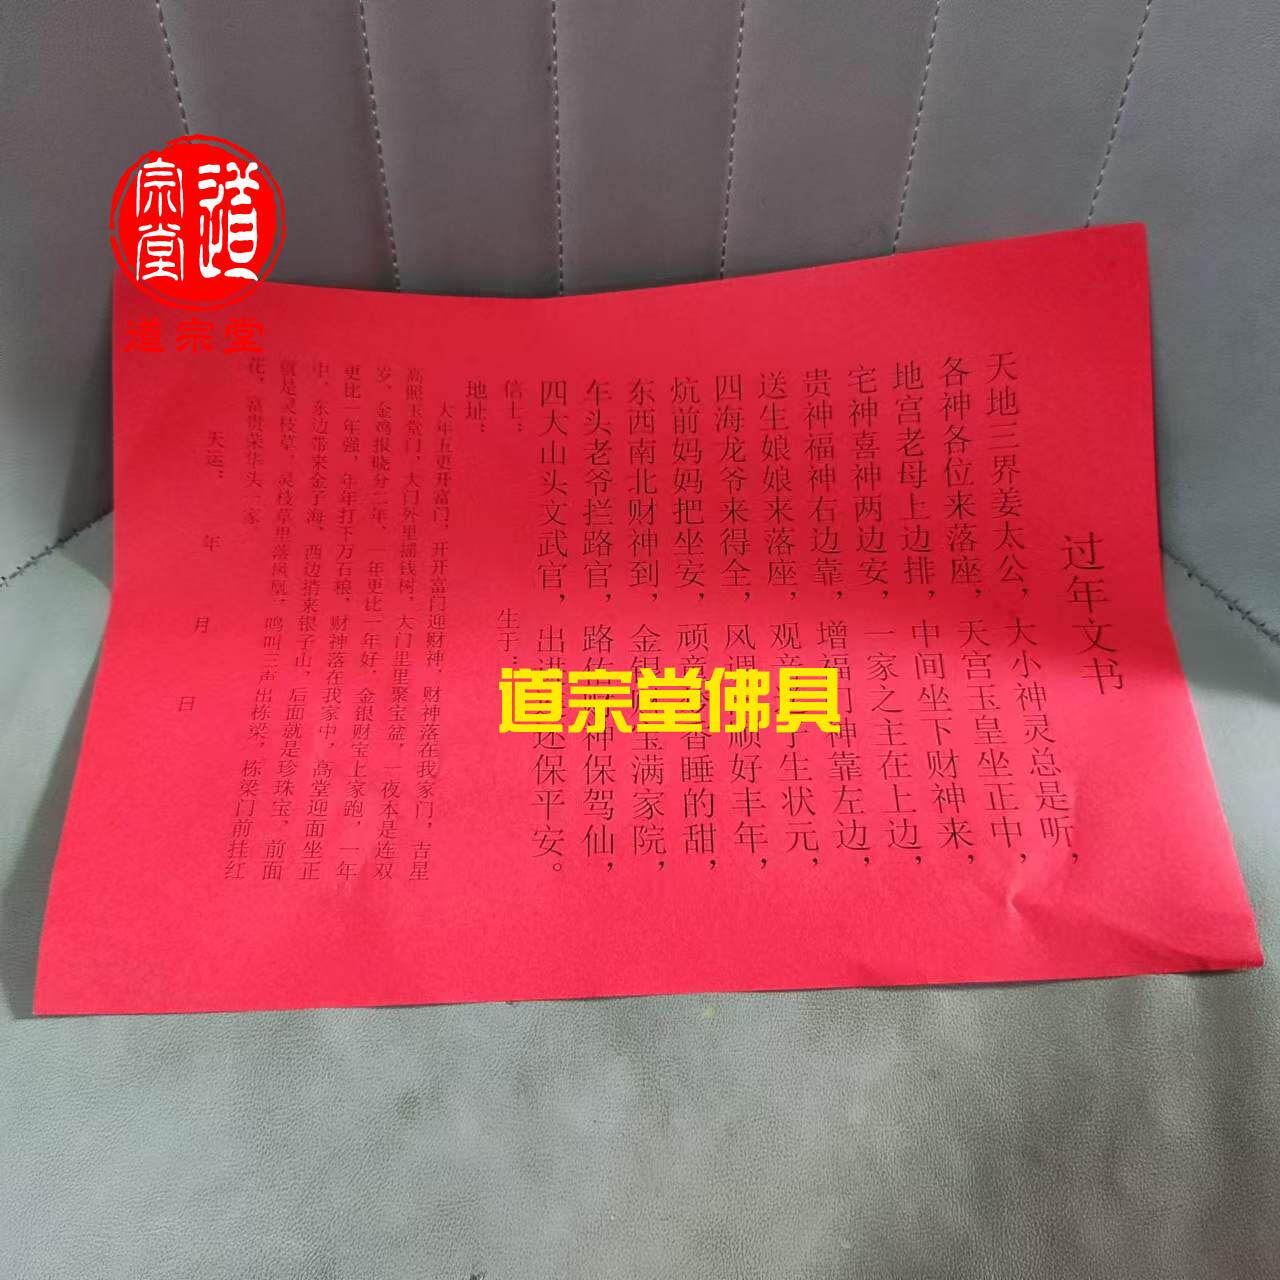 道宗堂
道宗堂
过年文书
天地三界姜太公，大小神灵总是听，
各神各位来落座，天宫玉皇坐正中，
地宫老母上边排，中间坐下财神来，
宅神喜神两边安，一家之主在上边，
贵神福神右边靠，增福门神靠左边，
送生娘娘来落座，观音子生状元，
四海龙爷来得全，风调顺好丰年，
炕前妈妈把坐安，顽香睡的甜，
东西南北财神到，金银财宝满家院，
车头老爷拦路官，路佑财神保驾仙，
四大山头文武官，出进还保平安。
信士： 生于：
地址：
大年五更开富门，开开富门迎财神，财神落在我家门，吉星
高照玉堂门，大门外里摇钱树，大门里里聚宝盆，一夜本是连双
岁，金鸡报晓分二年，一年更比一年好，金银财宝上家跑，一年
更比一年强，年年打下万石粮，财神落在我家中，高堂迎面坐正
中，东边带来金子海，西边捎来银子山，后面就是珍珠宝，前面
就是灵枝草，灵枝草里落凤凰，鸣叫三声出栋梁，栋梁门前挂红
花，富贵荣华头一家
天运： 年 月 日
道宗堂佛具